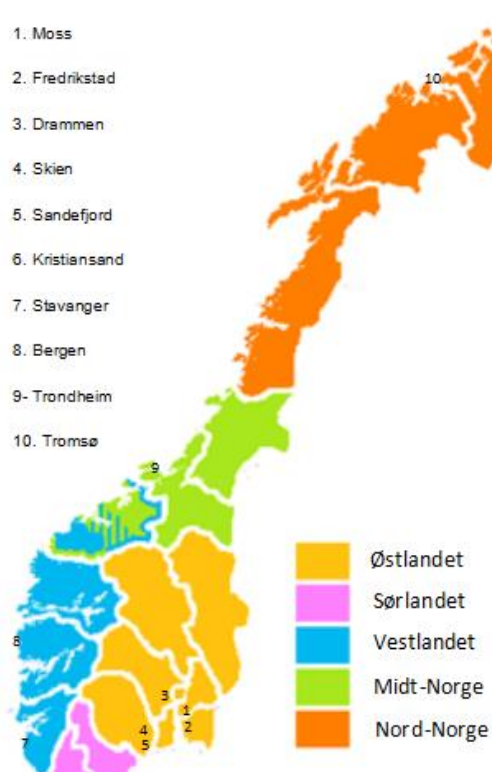 1. Moss
2. Fredrikstad
3. Drammen
4. Skien
5. Sandefjord
6. Kristiansand
7. Stavanger
8. Bergen
9- Trondheim
10. Tromsø
10
9
8
7
3
1
2
4
5
Østlandet
Sørlandet
Vestlandet
Midt-Norge
Nord-Norge